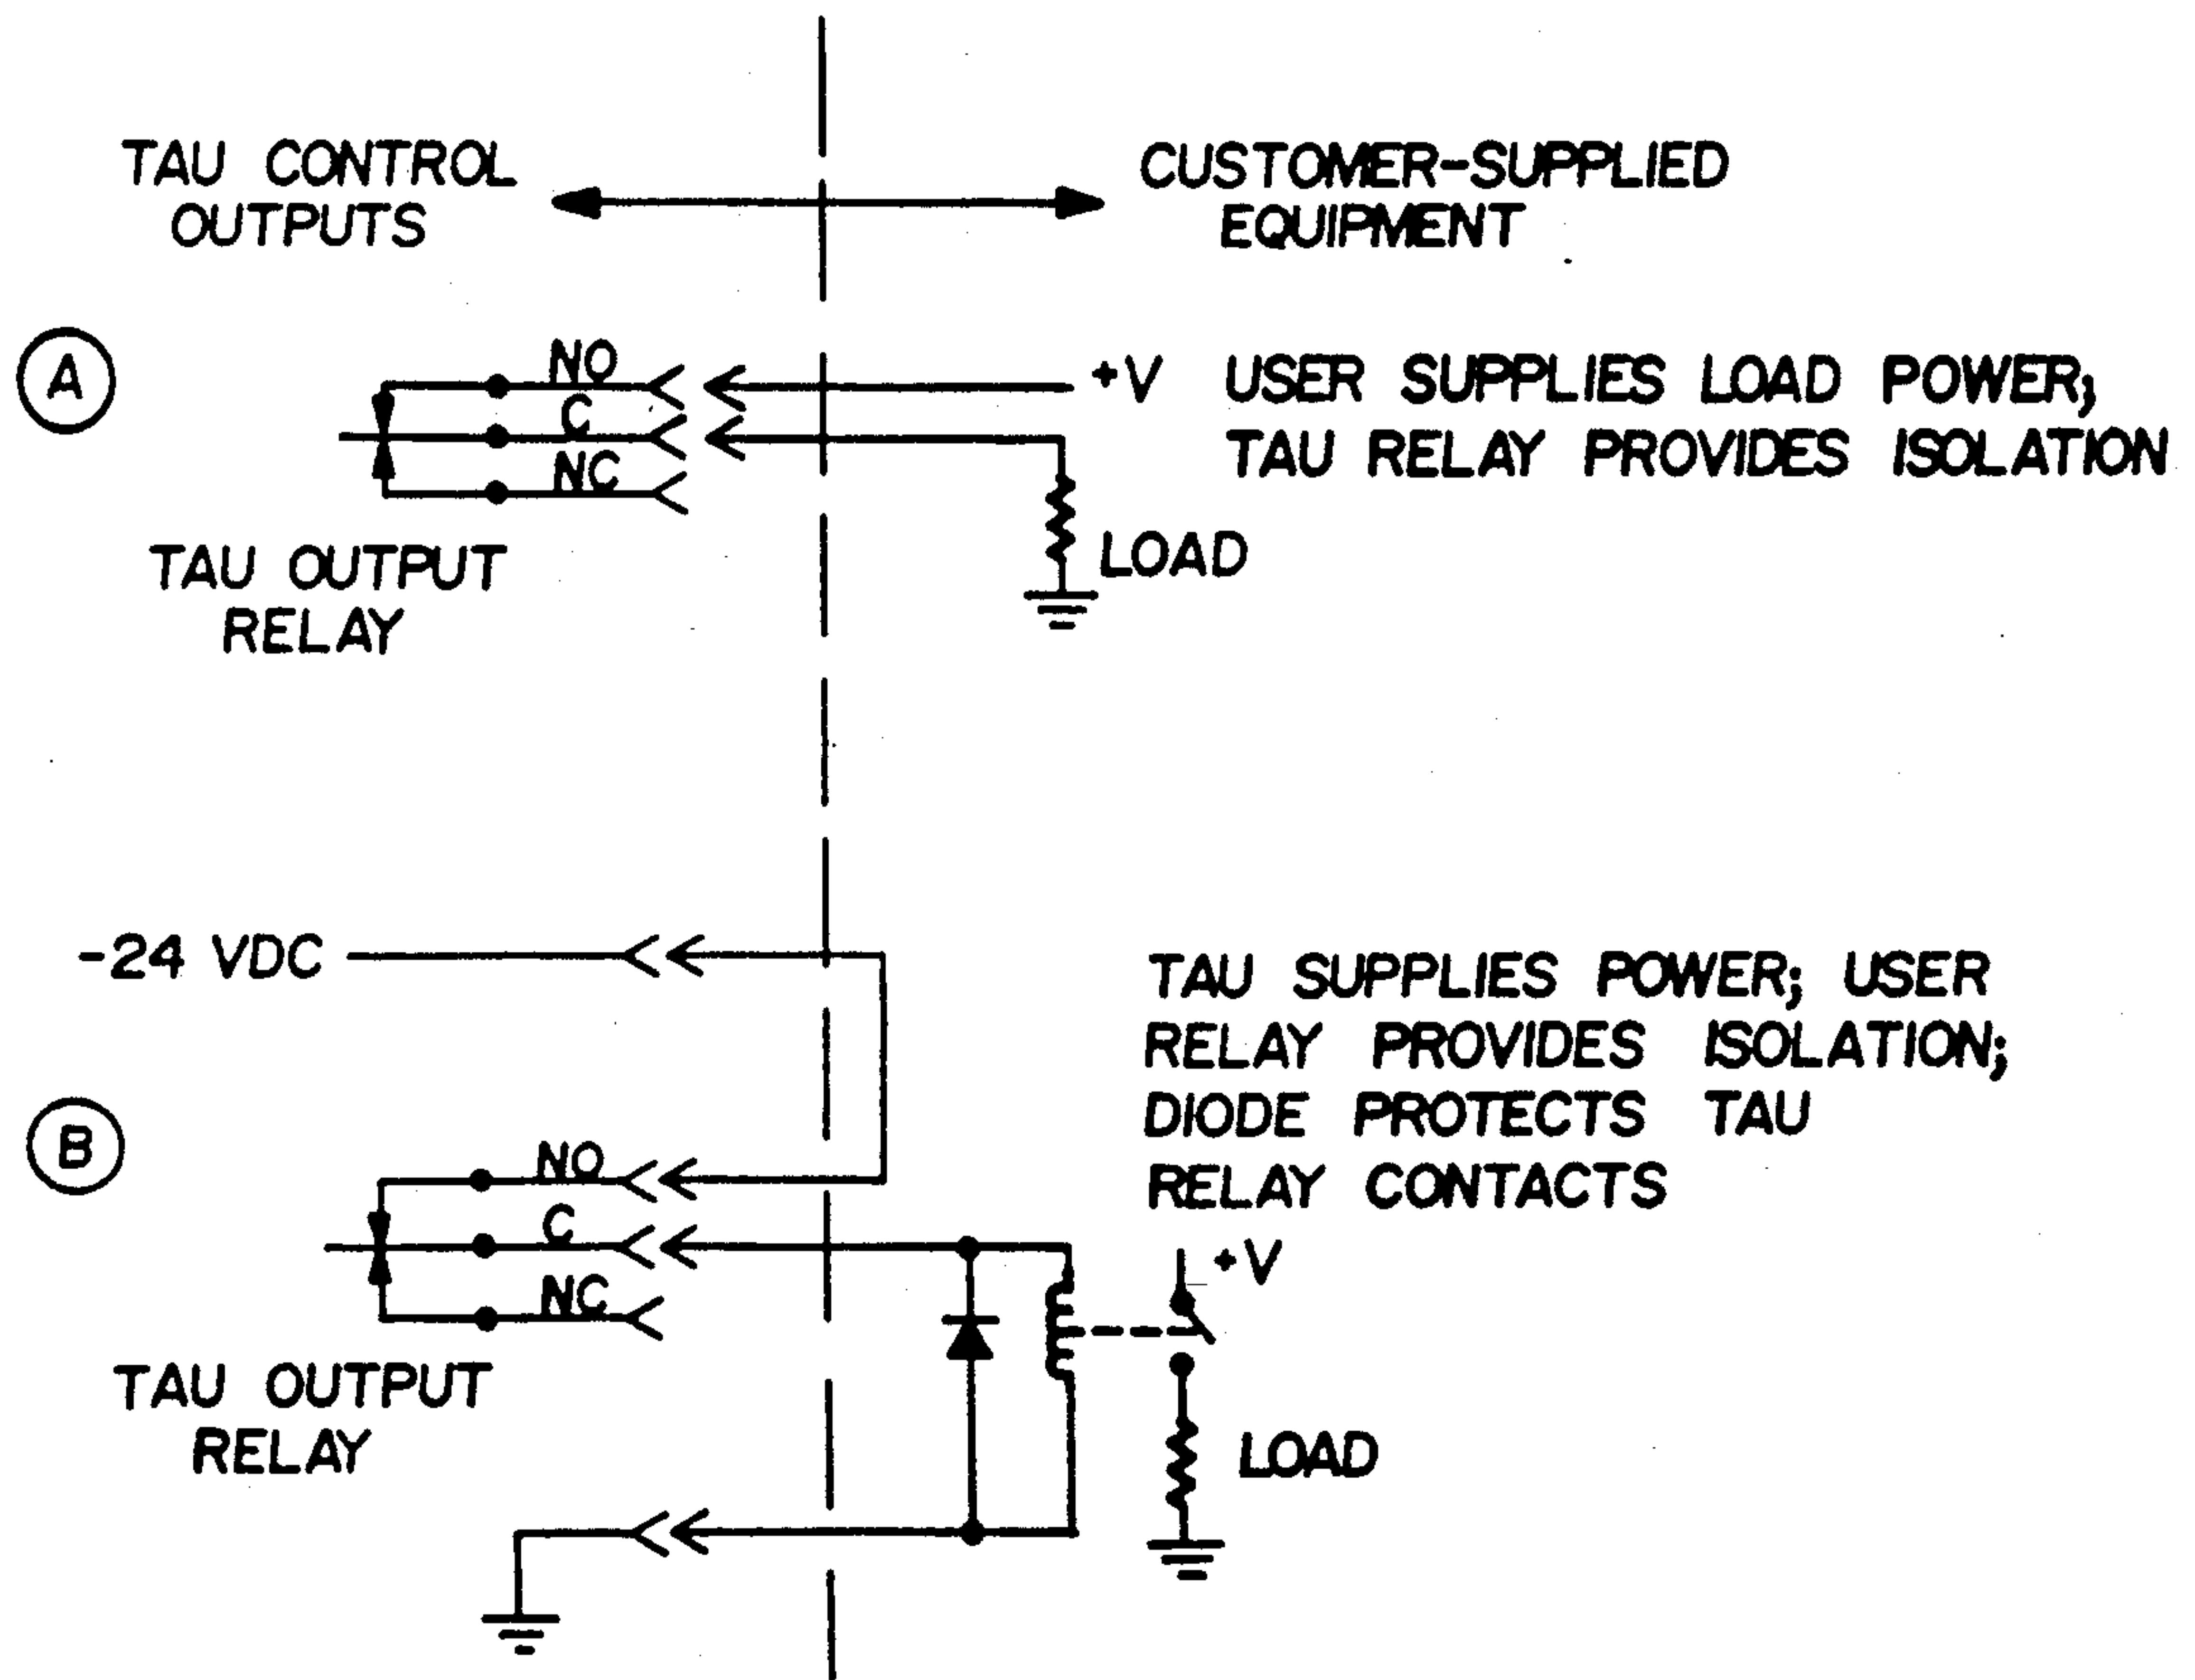 TAU CONTROL
OUTPUTS
CUSTOMER-SUPPLIED
EQUIPMENT
A
NO
C
NC
+V
USER SUPPLIES LOAD POWER;
TAU RELAY PROVIDES ISOLATION
LOAD
TAU OUTPUT
RELAY
-24 VDC
TAU SUPPLIES POWER; USER
RELAY PROVIDES ISOLATION;
DIODE PROTECTS TAU
RELAY CONTACTS
B
NO
C
NC
+V
TAU OUTPUT
RELAY
LOAD